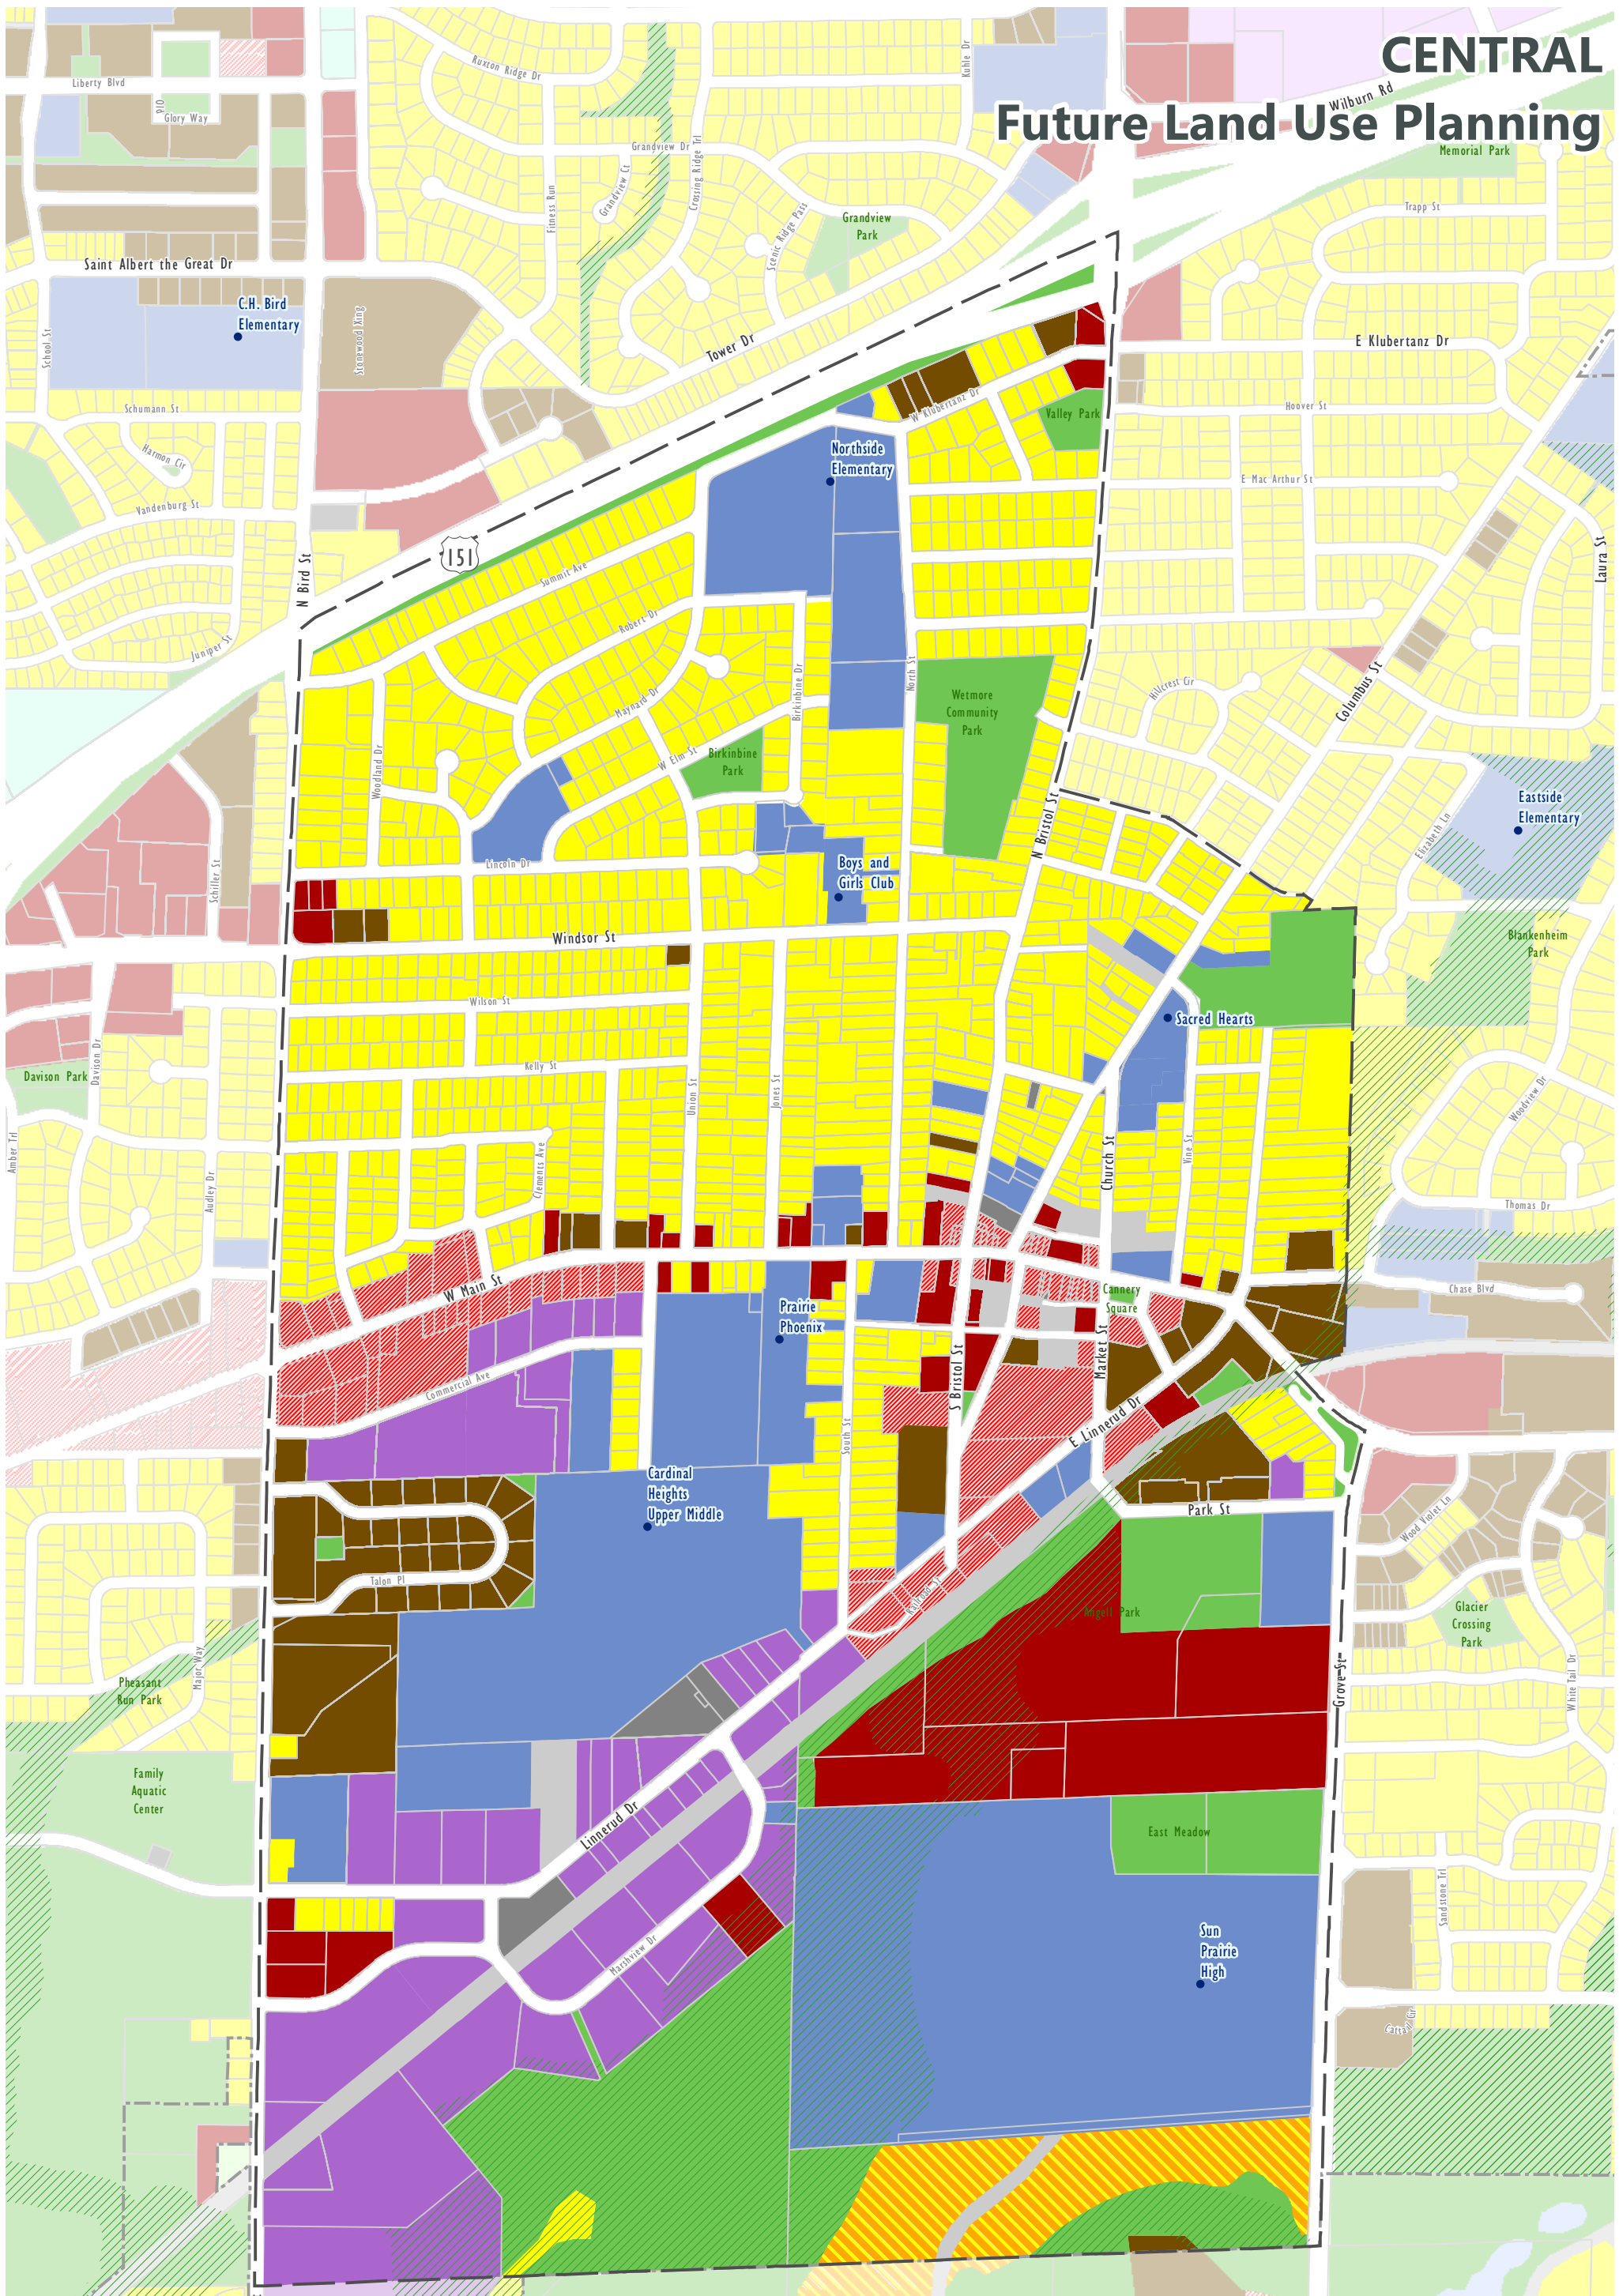 CENTRAL
Future Land Use Planning
Wilburn Rd
Memorial Park
Ruxton Ridge Dr
Kuhle Dr
Liberty Blvd
Old
Glory Way
Grandview Dr
Crossing Ridge Trl
Grandview Ct
Fitness Run
Scenic Ridge Pass
Grandview
Park
Trapp St
Saint Albert the Great Dr
C.H. Bird
Elementary
School St
Stonewood Xing
Tower Dr
E Klubertanz Dr
W Klubertanz Dr
Valley Park
Hoover St
Schumann St
Harmon Cir
Northside
Elementary
E Mac Arthur St
Vandenburg St
151
N Bird St
Summit Ave
Laura St
Robert Dr
Juniper St
North St
Birkinbine Dr
Maynard Dr
Hillcrest Cir
Columbus St
Wetmore
Community
Park
Woodland Dr
W Elm St
Birkinbine
Park
N Bristol St
Eastside
Elementary
Elizabeth Ln
Schiller St
Lincoln Dr
Boys and
Girls Club
Windsor St
Blankenheim
Park
Wilson St
Sacred Hearts
Kelly St
Davison Park
Davison Dr
Union St
Jones St
Woodview Dr
Amber Trl
Audley Dr
Clements Ave
Church St
Vine St
Thomas Dr
W Main St
Chase Blvd
Cannery
Square
Prairie
Phoenix
Market St
S Bristol St
Commercial Ave
South St
E Linnerud Dr
Cardinal
Heights
Upper Middle
Park St
Wood Violet Ln
Talon Pl
Railroad St
Angell Park
Glacier
Crossing
Park
Major Way
Pheasant
Run Park
Grove St
White Tail Dr
Family
Aquatic
Center
Linnerud Dr
East Meadow
Sandstone Trl
Marshview Dr
Sun
Prairie
High